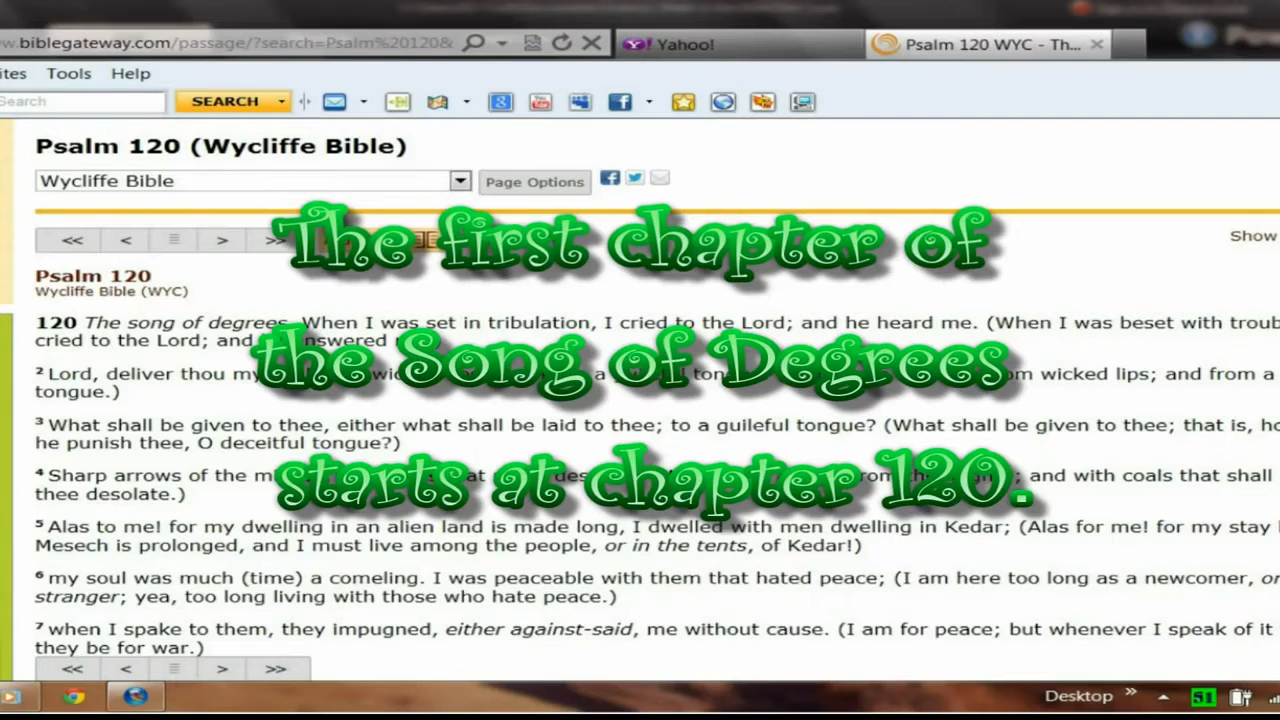 w.biblegateway.com/passage/?search=Psalm%20120&
Yahoo!
Psalm 120 WYC - Th...
ites Tools Help
Search SEARCH
Psalm 120 (Wycliffe Bible)
Wycliffe Bible Page Options
<< < > >>
Show
The first chapter of
the Song of Degrees
starts at chapter 120.
Psalm 120
Wycliffe Bible (WYC)
120 The song of degrees. When I was set in tribulation, I cried to the Lord; and he heard me. (When I was beset with troub
cried to the Lord; and answered
2 Lord, deliver thou my from wicked lips; and from a
tongue.)
3 What shall be given to thee, either what shall be laid to thee; to a guileful tongue? (What shall be given to thee; that is, ho
he punish thee, O deceitful tongue?)
4 Sharp arrows of the and with coals that shall
thee desolate.)
5 Alas to me! for my dwelling in an alien land is made long, I dwelled with men dwelling in Kedar; (Alas for me! for my stay
Mesech is prolonged, and I must live among the people, or in the tents, of Kedar!)
6 my soul was much (time) a comeling. I was peaceable with them that hated peace; (I am here too long as a newcomer, or
stranger; yea, too long living with those who hate peace.)
7 when I spake to them, they impugned, either against-said, me without cause. (I am for peace; but whenever I speak of it
they be for war.)
<< < > >>
Desktop »
51